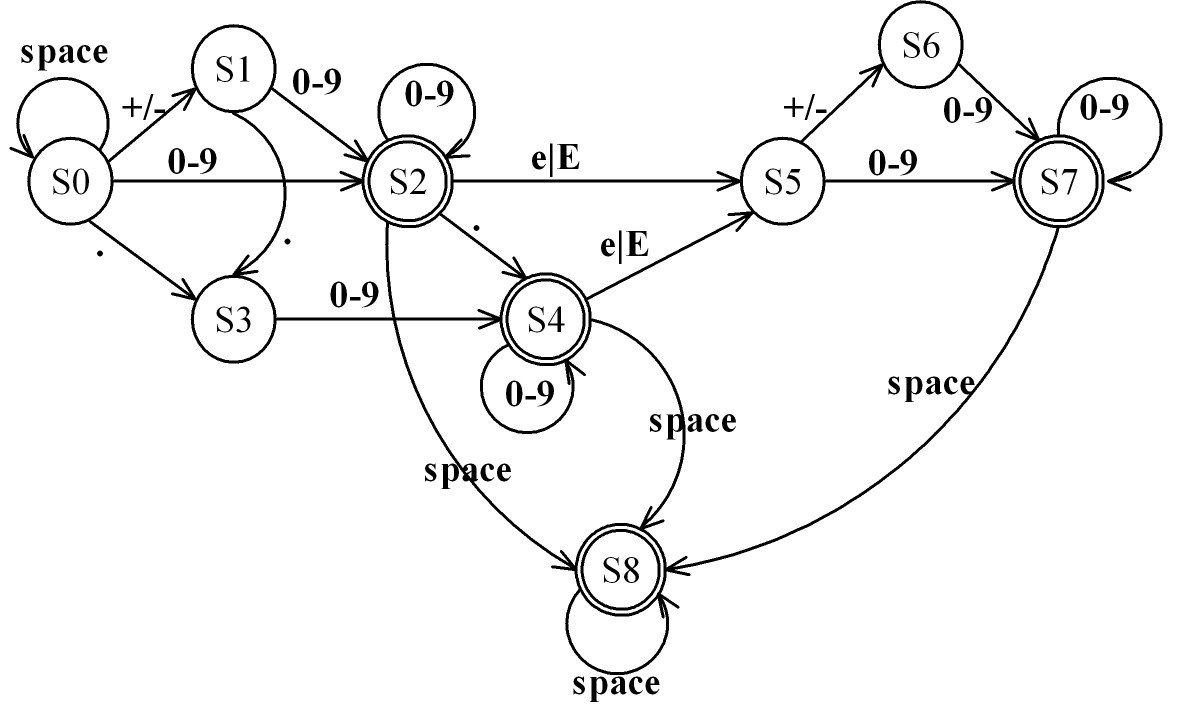 S6
space
S1
0-9
0-9
0-9
+/-
+/-
0-9
0-9
e|E
0-9
S0
S2
S5
S7
.
.
.
e|E
0-9
S3
S4
0-9
space
space
space
S8
space